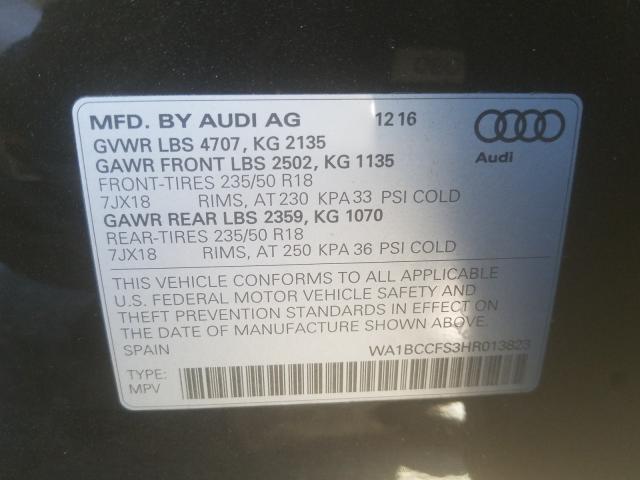 MFD. BY AUDI AG 12 16
GVWR LBS 4707, KG 2135
GAWR FRONT LBS 2502, KG 1135
Audi
FRONT-TIRES 235/50 R18
7JX18 RIMS, AT 230 KPA 33 PSI COLD
GAWR REAR LBS 2359, KG 1070
REAR-TIRES 235/50 R18
7JX18 RIMS, AT 250 KPA 36 PSI COLD
THIS VEHICLE CONFORMS TO ALL APPLICABLE
U.S. FEDERAL MOTOR VEHICLE SAFETY AND
THEFT PREVENTION STANDARDS IN EFFECT ON
THE DATE OF MANUFACTURE SHOWN ABOVE.
SPAIN WA1BCCFS3HR013823
TYPE:
MPV